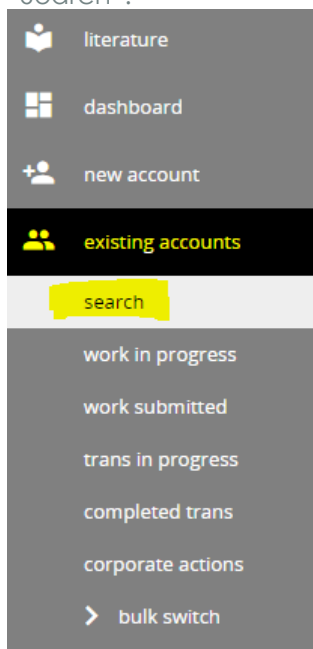 search".
literature
dashboard
new account
existing accounts
search
work in progress
work submitted
trans in progress
completed trans
corporate actions
bulk switch